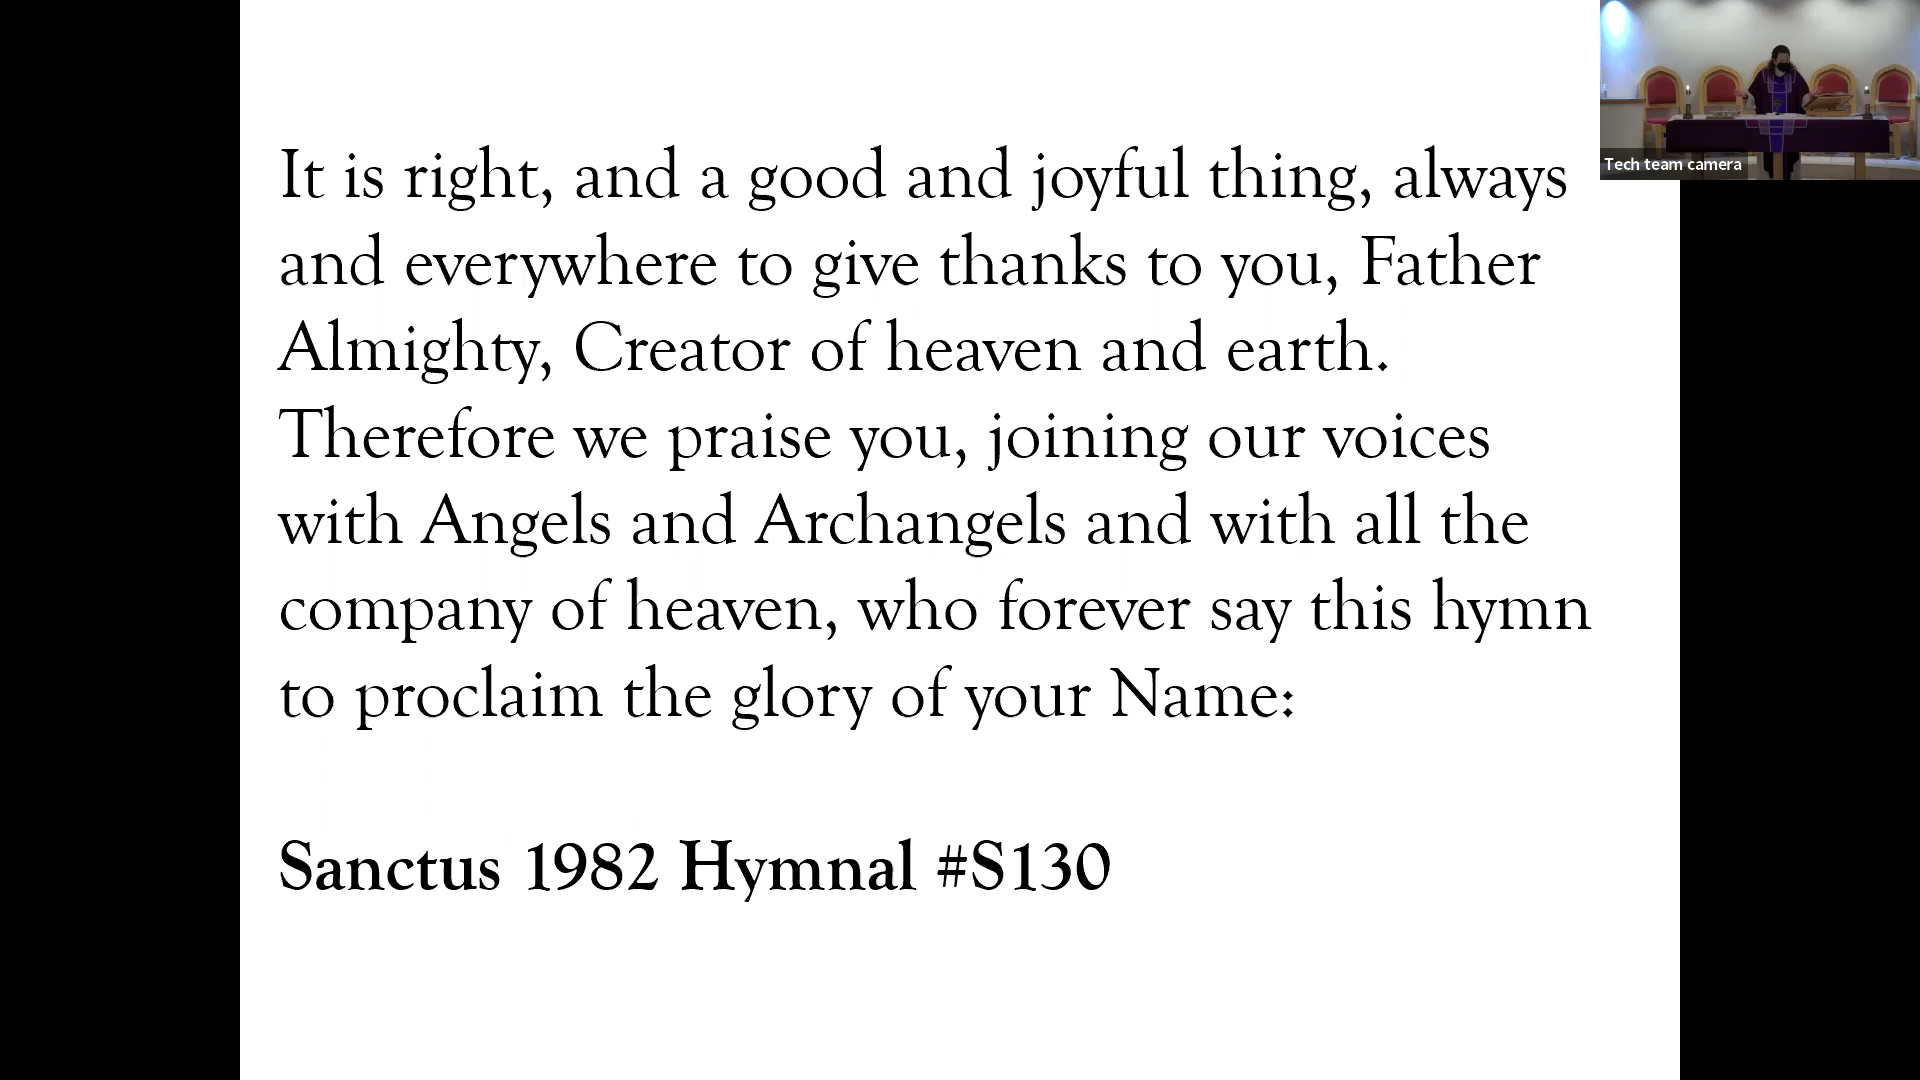 It is right, and a good and joyful thing, always
and everywhere to give thanks to you, Father
Almighty, Creator of heaven and earth.
Therefore we praise you, joining our voices
with Angels and Archangels and with all the
company of heaven, who forever say this hymn
to proclaim the glory of your Name:
Sanctus 1982 Hymnal #S130
Tech team camera